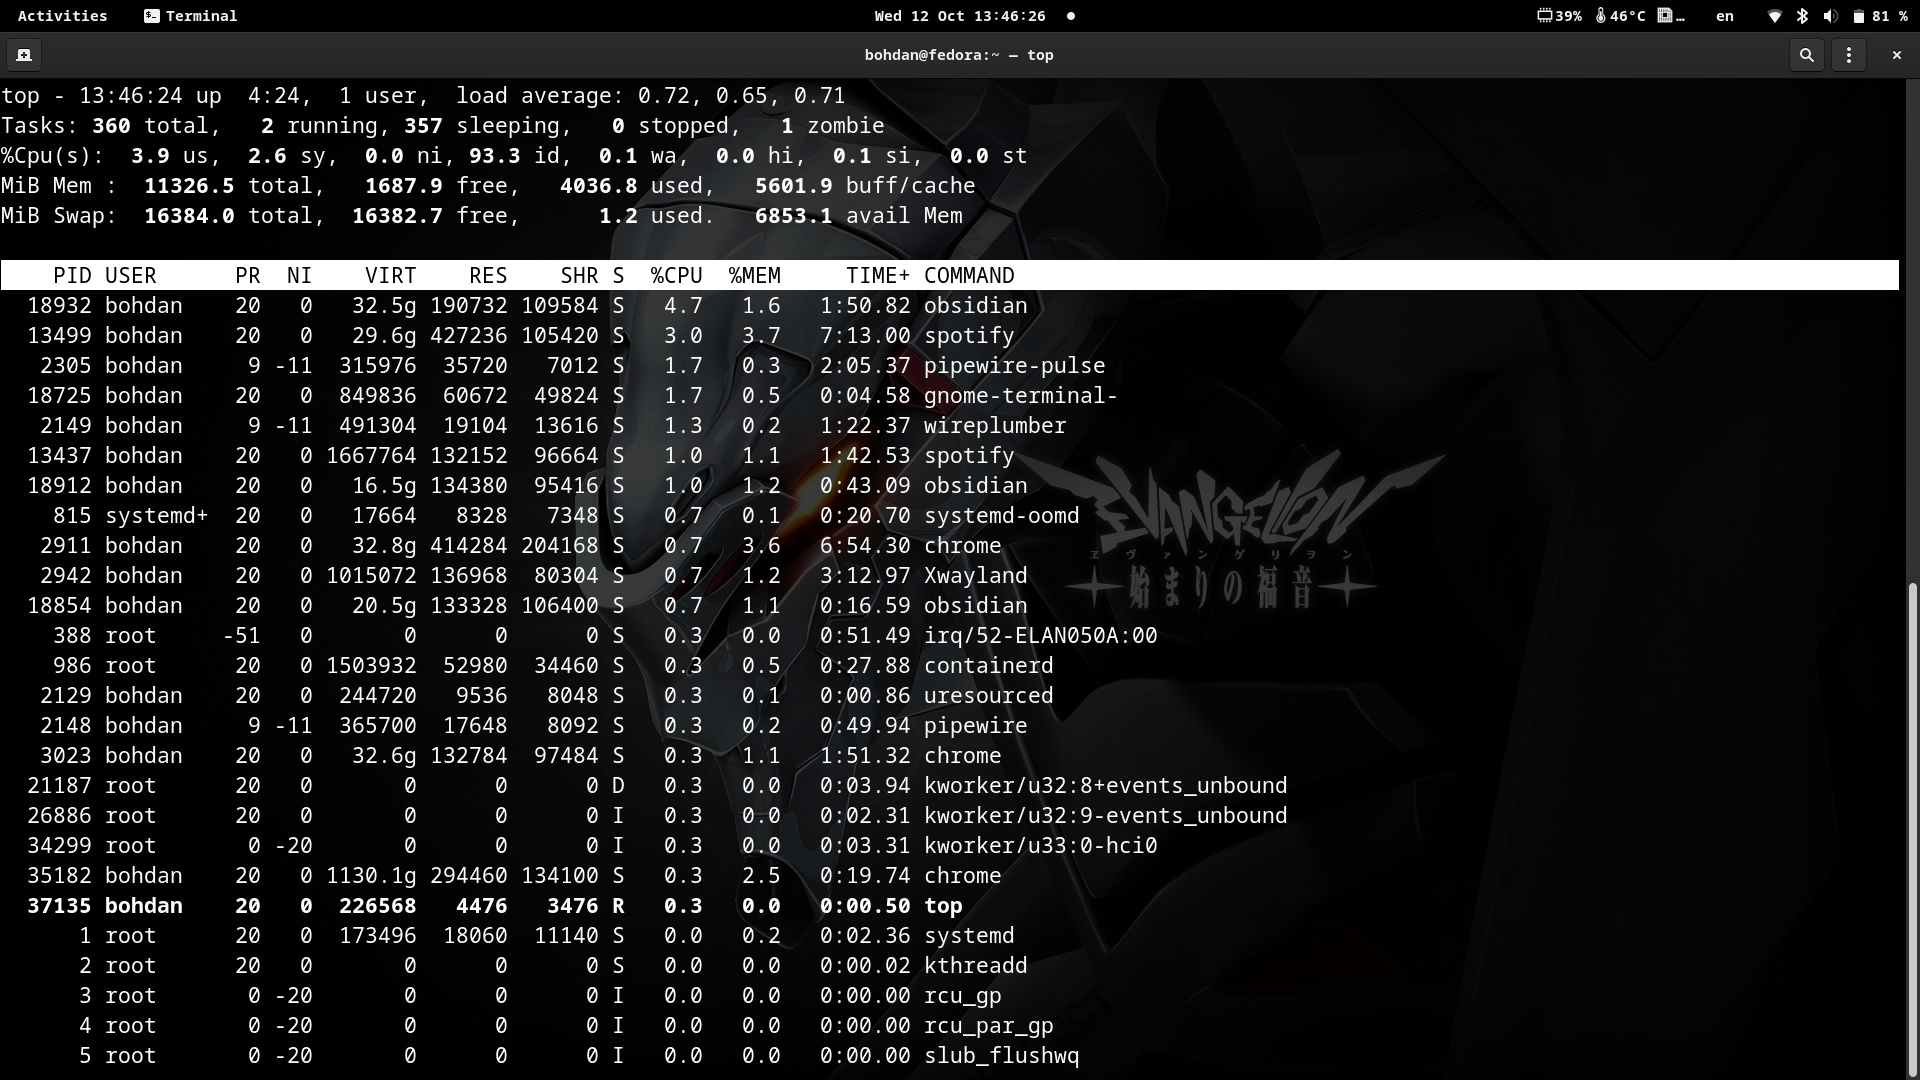 Activities Terminal Wed 12 Oct 13:46:26 39% 46°C … en 81 %
bohdan@fedora:~ — top
top - 13:46:24 up  4:24,  1 user,  load average: 0.72, 0.65, 0.71
Tasks: 360 total,   2 running, 357 sleeping,   0 stopped,   1 zombie
%Cpu(s):  3.9 us,  2.6 sy,  0.0 ni, 93.3 id,  0.1 wa,  0.0 hi,  0.1 si,  0.0 st
MiB Mem :  11326.5 total,   1687.9 free,   4036.8 used,   5601.9 buff/cache
MiB Swap:  16384.0 total,  16382.7 free,      1.2 used.   6853.1 avail Mem
PID USER      PR  NI    VIRT    RES    SHR S  %CPU  %MEM     TIME+ COMMAND
18932 bohdan    20   0   32.5g 190732 109584 S   4.7   1.6   1:50.82 obsidian
13499 bohdan    20   0   29.6g 427236 105420 S   3.0   3.7   7:13.00 spotify
2305 bohdan     9 -11  315976  35720   7012 S   1.7   0.3   2:05.37 pipewire-pulse
18725 bohdan    20   0  849836  60672  49824 S   1.7   0.5   0:04.58 gnome-terminal-
2149 bohdan     9 -11  491304  19104  13616 S   1.3   0.2   1:22.37 wireplumber
13437 bohdan    20   0 1667764 132152  96664 S   1.0   1.1   1:42.53 spotify
18912 bohdan    20   0   16.5g 134380  95416 S   1.0   1.2   0:43.09 obsidian
815 systemd+  20   0   17664   8328   7348 S   0.7   0.1   0:20.70 systemd-oomd
2911 bohdan    20   0   32.8g 414284 204168 S   0.7   3.6   6:54.30 chrome
2942 bohdan    20   0 1015072 136968  80304 S   0.7   1.2   3:12.97 Xwayland
18854 bohdan    20   0   20.5g 133328 106400 S   0.7   1.1   0:16.59 obsidian
388 root     -51   0       0      0      0 S   0.3   0.0   0:51.49 irq/52-ELAN050A:00
986 root      20   0 1503932  52980  34460 S   0.3   0.5   0:27.88 containerd
2129 bohdan    20   0  244720   9536   8048 S   0.3   0.1   0:00.86 uresourced
2148 bohdan     9 -11  365700  17648   8092 S   0.3   0.2   0:49.94 pipewire
3023 bohdan    20   0   32.6g 132784  97484 S   0.3   1.1   1:51.32 chrome
21187 root      20   0       0      0      0 D   0.3   0.0   0:03.94 kworker/u32:8+events_unbound
26886 root      20   0       0      0      0 I   0.3   0.0   0:02.31 kworker/u32:9-events_unbound
34299 root       0 -20       0      0      0 I   0.3   0.0   0:03.31 kworker/u33:0-hci0
35182 bohdan    20   0 1130.1g 294460 134100 S   0.3   2.5   0:19.74 chrome
37135 bohdan    20   0  226568   4476   3476 R   0.3   0.0   0:00.50 top
1 root      20   0  173496  18060  11140 S   0.0   0.2   0:02.36 systemd
2 root      20   0       0      0      0 S   0.0   0.0   0:00.02 kthreadd
3 root       0 -20       0      0      0 I   0.0   0.0   0:00.00 rcu_gp
4 root       0 -20       0      0      0 I   0.0   0.0   0:00.00 rcu_par_gp
5 root       0 -20       0      0      0 I   0.0   0.0   0:00.00 slub_flushwq
EVANGELION
ヱヴァンゲリヲン
始まりの福音